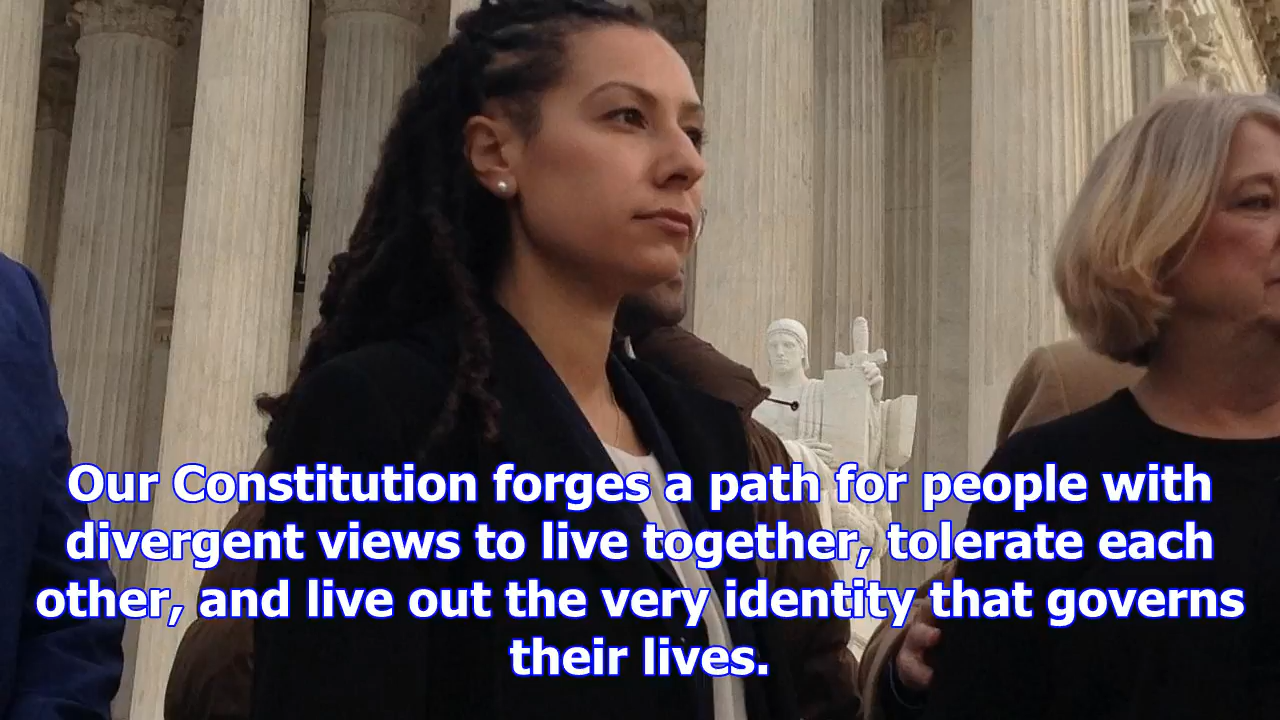 Our Constitution forges a path for people with
divergent views to live together, tolerate each
other, and live out the very identity that governs
their lives.